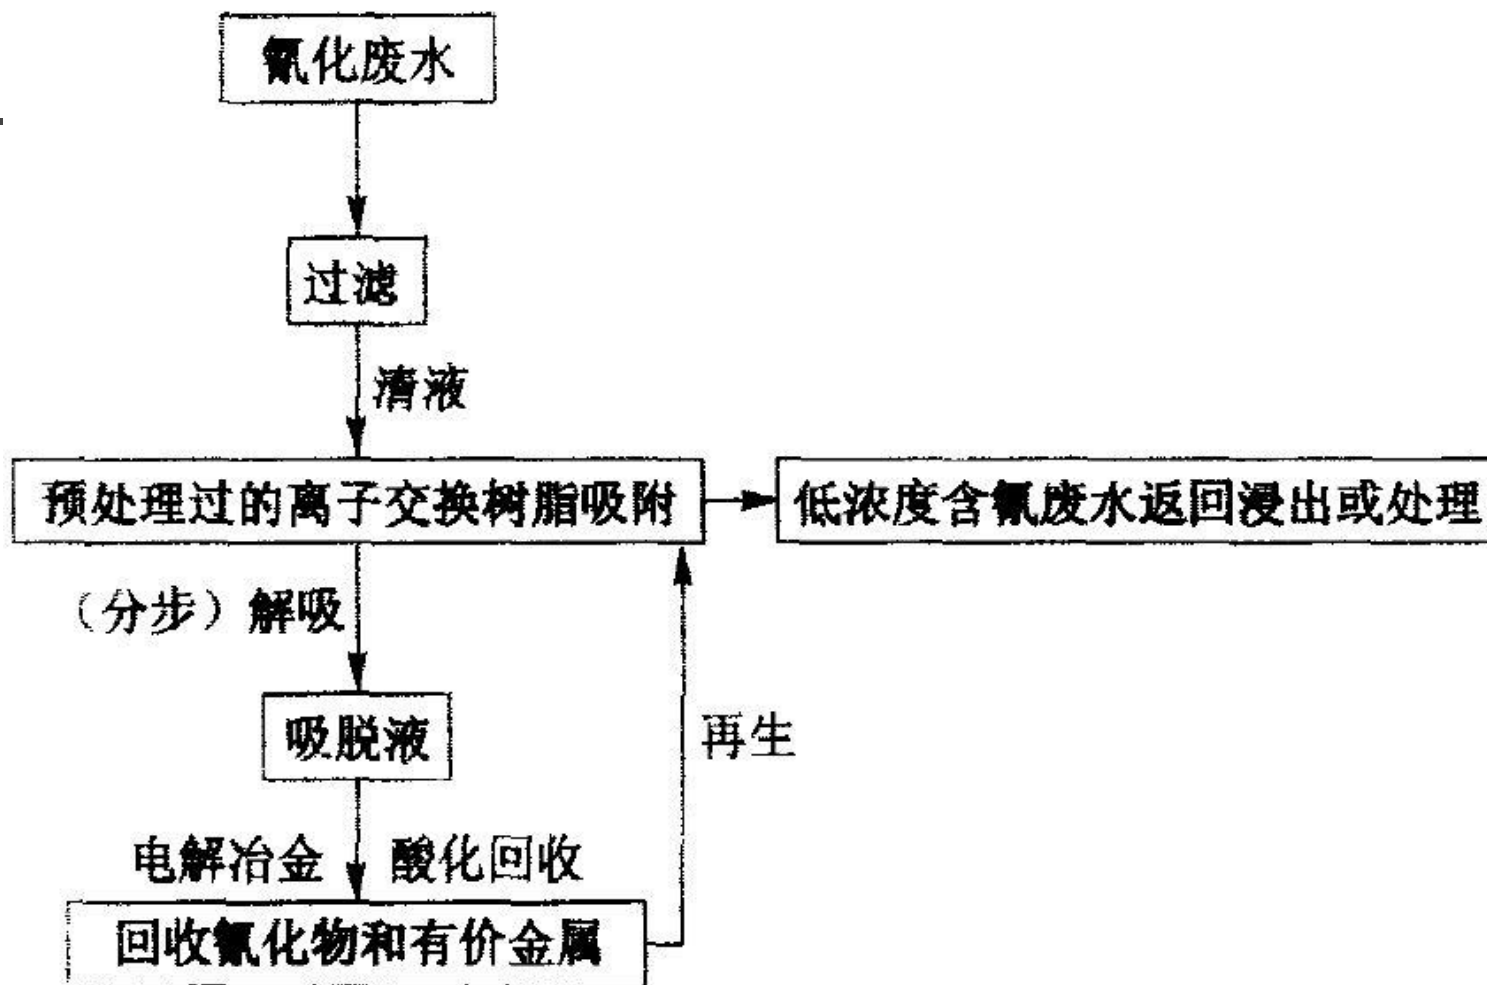 氰化废水
过滤
清液
预处理过的离子交换树脂吸附
低浓度含氰废水返回浸出或处理
（分步）解吸
吸脱液
再生
电解冶金
酸化回收
回收氰化物和有价金属